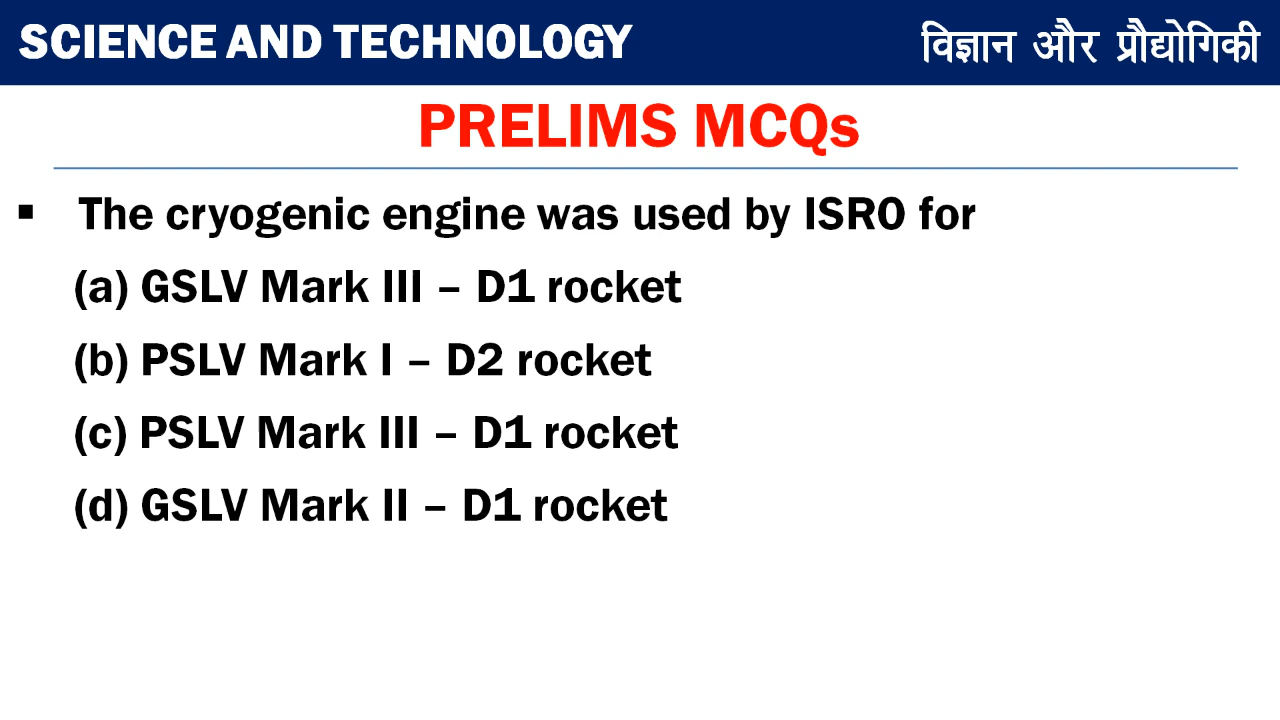 SCIENCE AND TECHNOLOGY
विज्ञान और प्रौद्योगिकी
PRELIMS MCQs
▪ The cryogenic engine was used by ISRO for
(a) GSLV Mark III – D1 rocket
(b) PSLV Mark I – D2 rocket
(c) PSLV Mark III – D1 rocket
(d) GSLV Mark II – D1 rocket